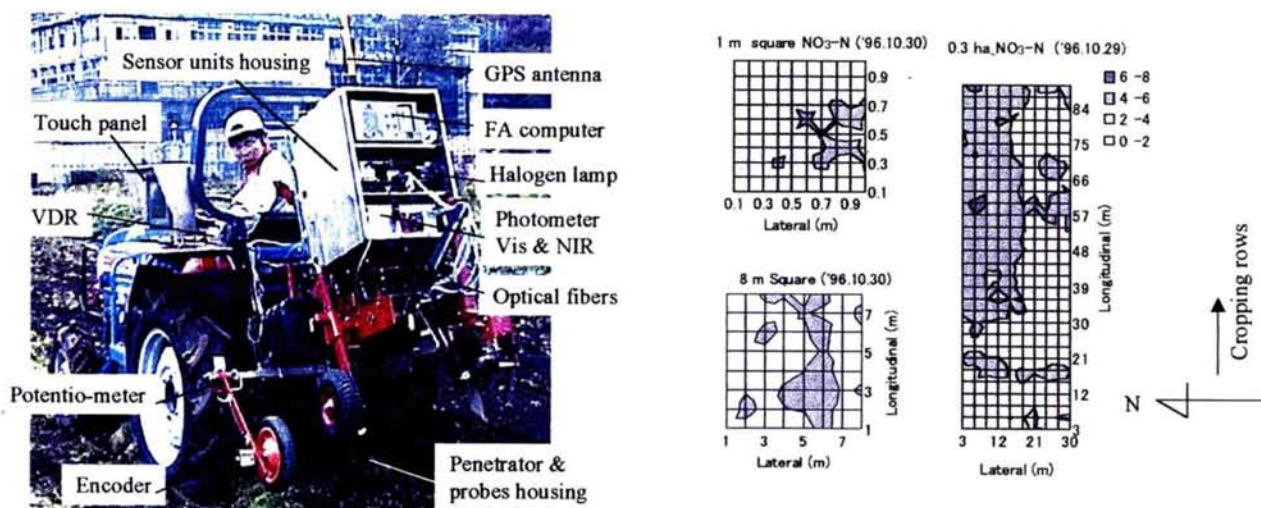 Sensor units housing
GPS antenna
Touch panel
FA computer
Halogen lamp
VDR
Photometer
Vis & NIR
Optical fibers
Potentio-meter
Encoder
Penetrator &
probes housing
1 m square NO₃-N ('96.10.30)
0.9
0.7
0.5
0.3
0.1
0.1 0.3 0.5 0.7 0.9
Lateral (m)
8 m Square ('96.10.30)
7
5
3
1
1 3 5 7
Lateral (m)
Longitudinal (m)
0.3 ha_NO₃-N ('96.10.29)
6 -8
4 -6
2 -4
0 -2
84
75
66
57
48
39
30
21
12
3
3 12 21 30
Lateral (m)
Longitudinal (m)
Cropping rows
N